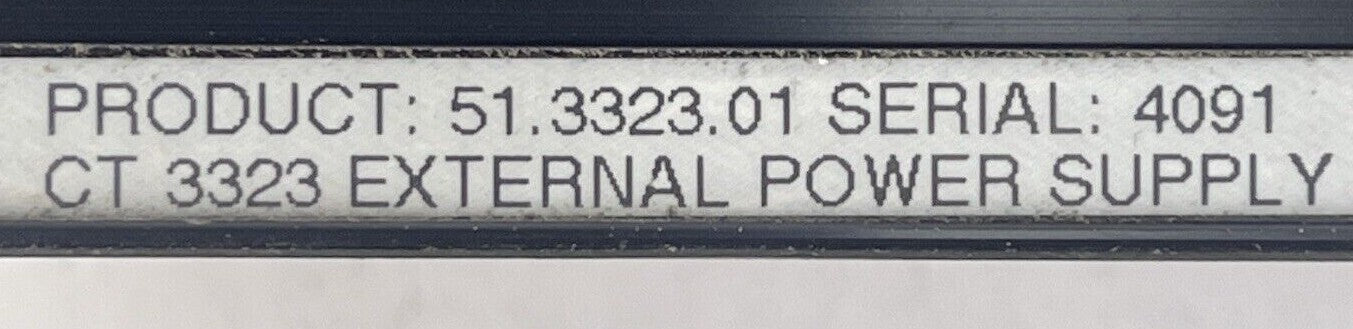 PRODUCT: 51.3323.01 SERIAL: 4091
CT 3323 EXTERNAL POWER SUPPLY